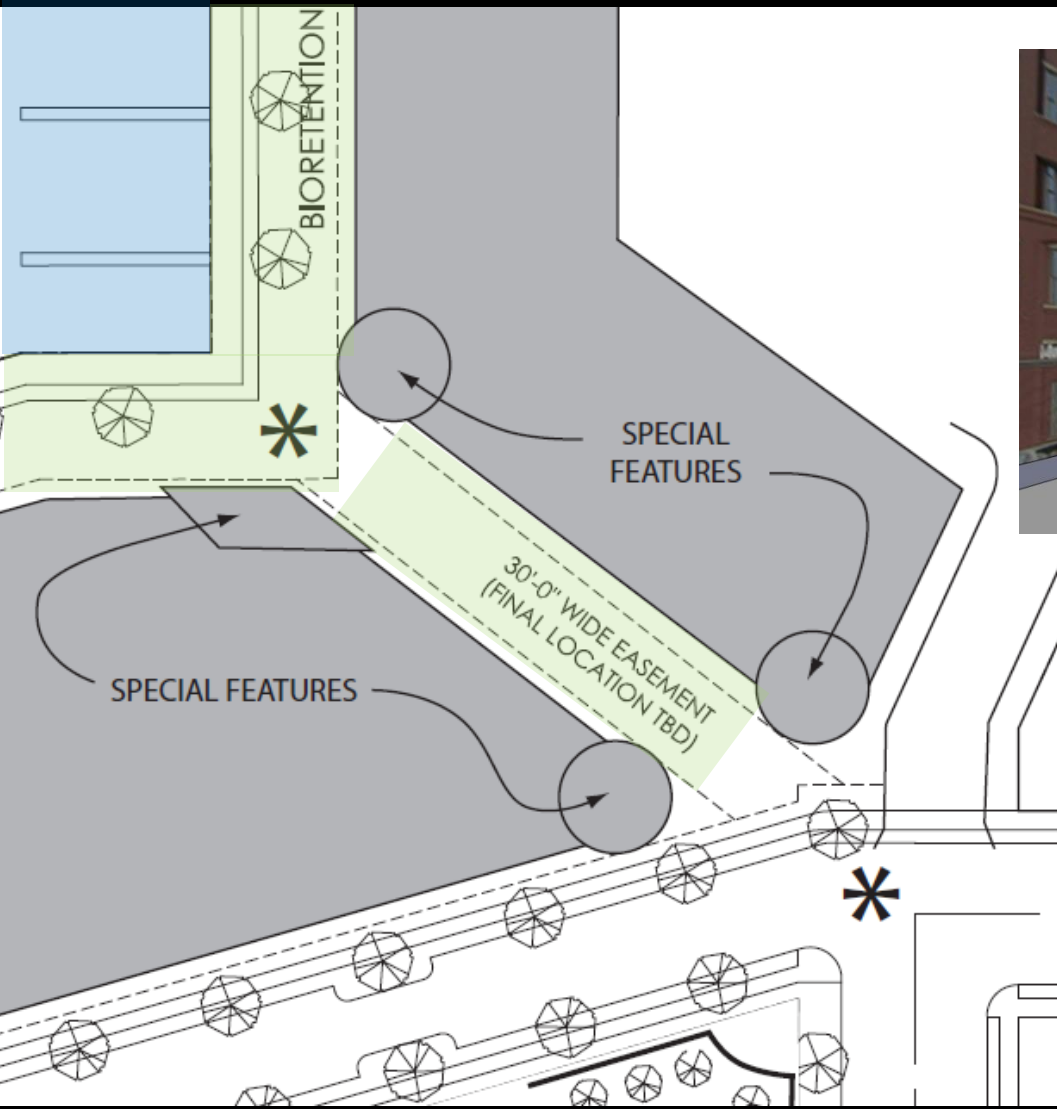 BIORETENTION
*
SPECIAL
FEATURES
30'-0" WIDE EASEMENT
(FINAL LOCATION TBD)
SPECIAL FEATURES
*